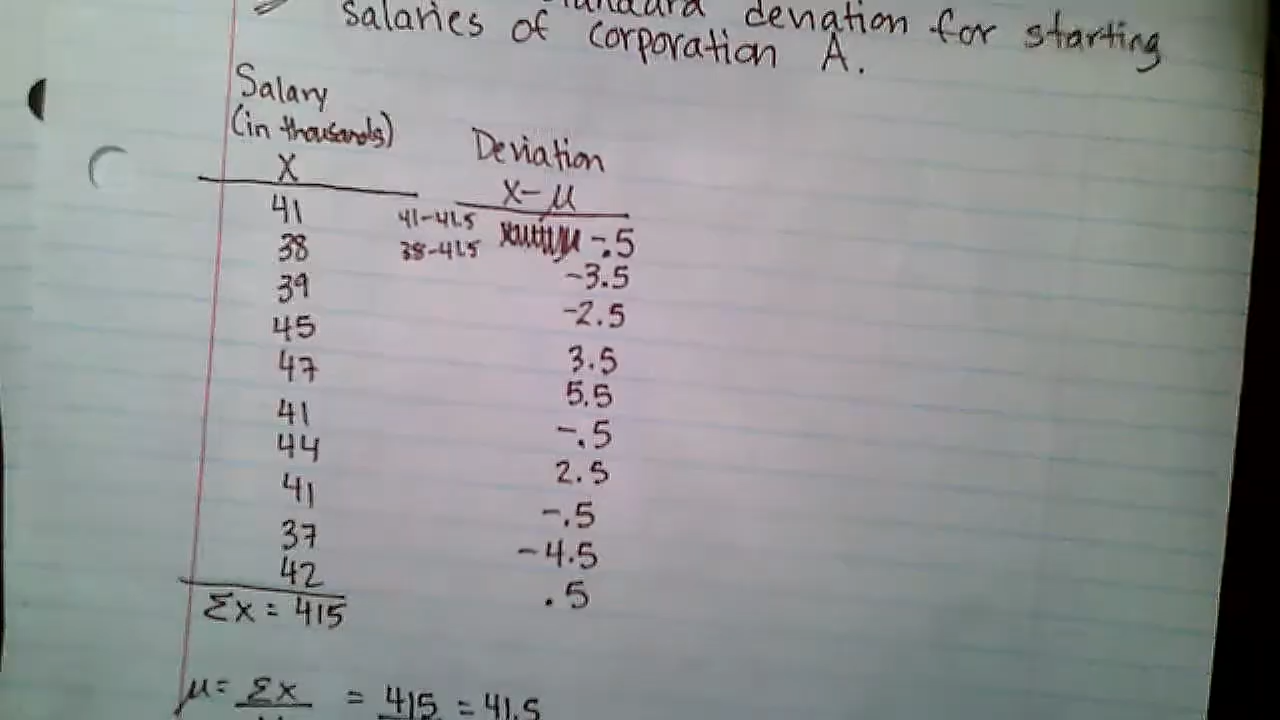 deviation for starting
salaries of corporation A.
Salary
(in thousands)
X
Deviation
X-μ
41 41-41.5 -.5
38 38-41.5 -3.5
39 -2.5
45 3.5
47 5.5
41 -.5
44 2.5
41 -.5
37 -4.5
42 .5
Σx = 415
μ= Σx = 415 = 41.5